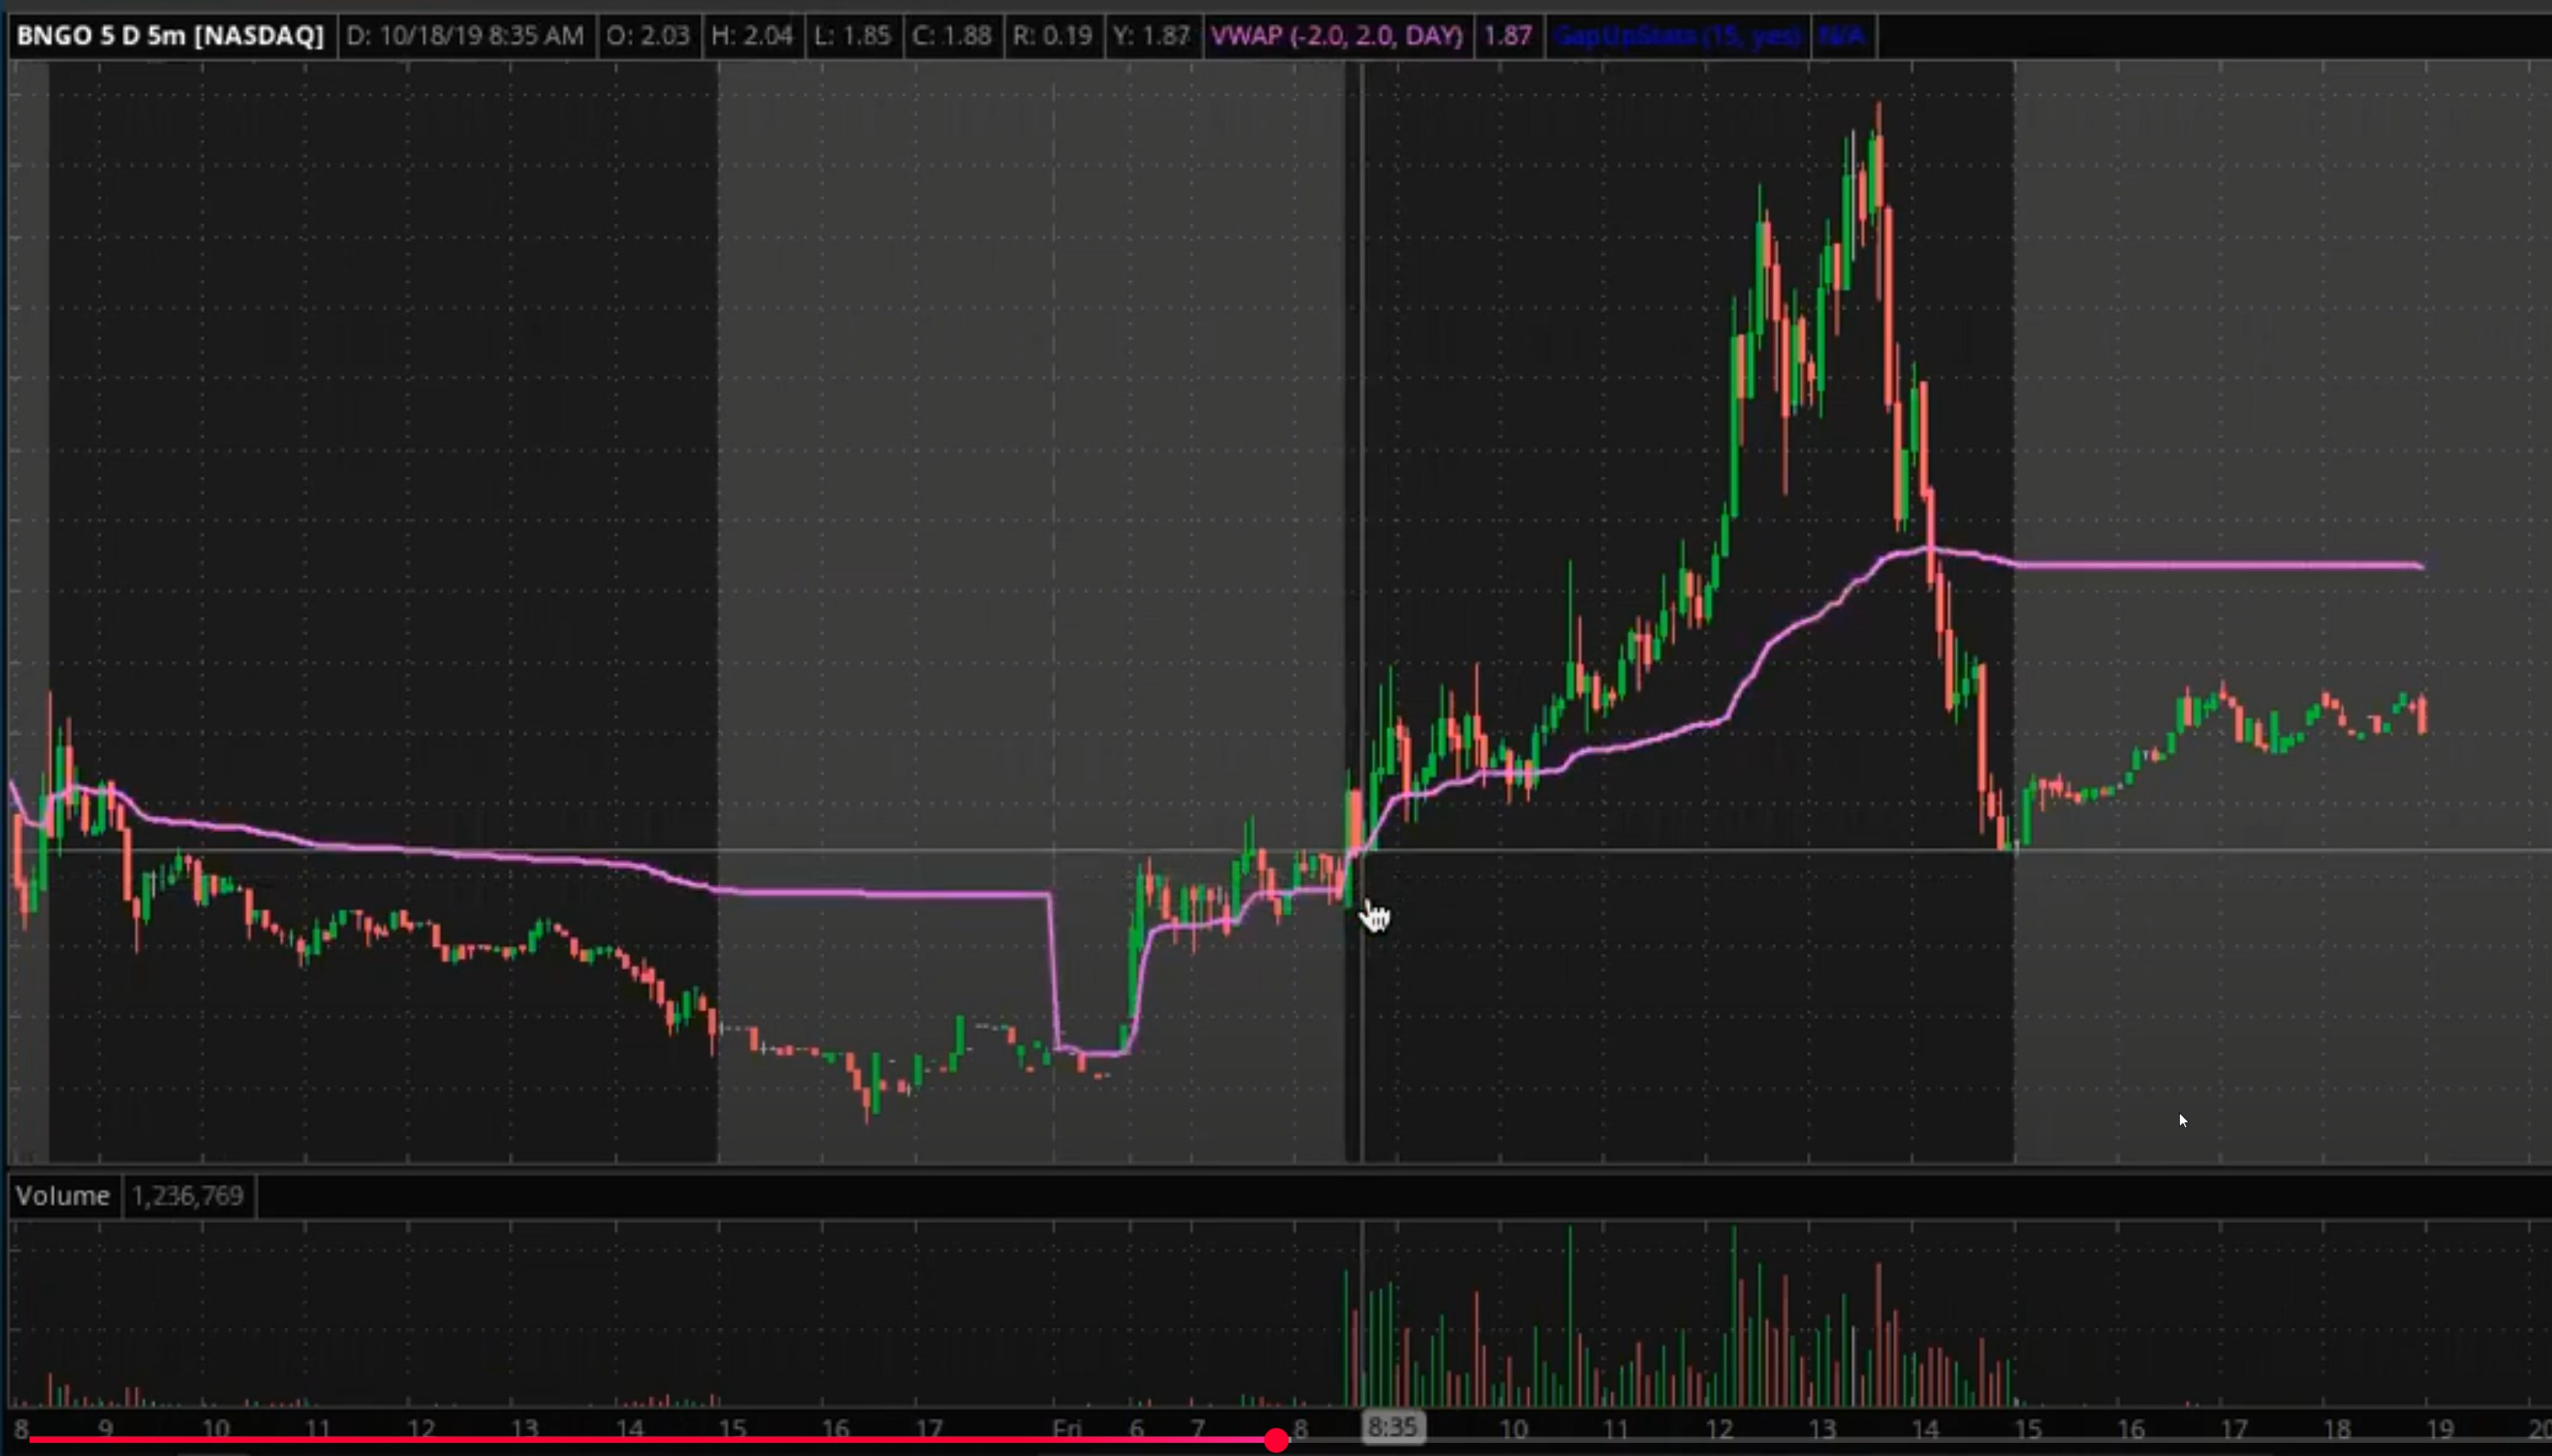 BNGO 5 D 5m [NASDAQ] D: 10/18/19 8:35 AM O: 2.03 H: 2.04 L: 1.85 C: 1.88 R: 0.19 Y: 1.87 VWAP (-2.0, 2.0, DAY) 1.87 GapUpStats (15, yes) N/A
Volume 1,236,769
8 9 10 11 12 13 14 15 16 17 Fri 6 7 8 8:35 10 11 12 13 14 15 16 17 18 19 20